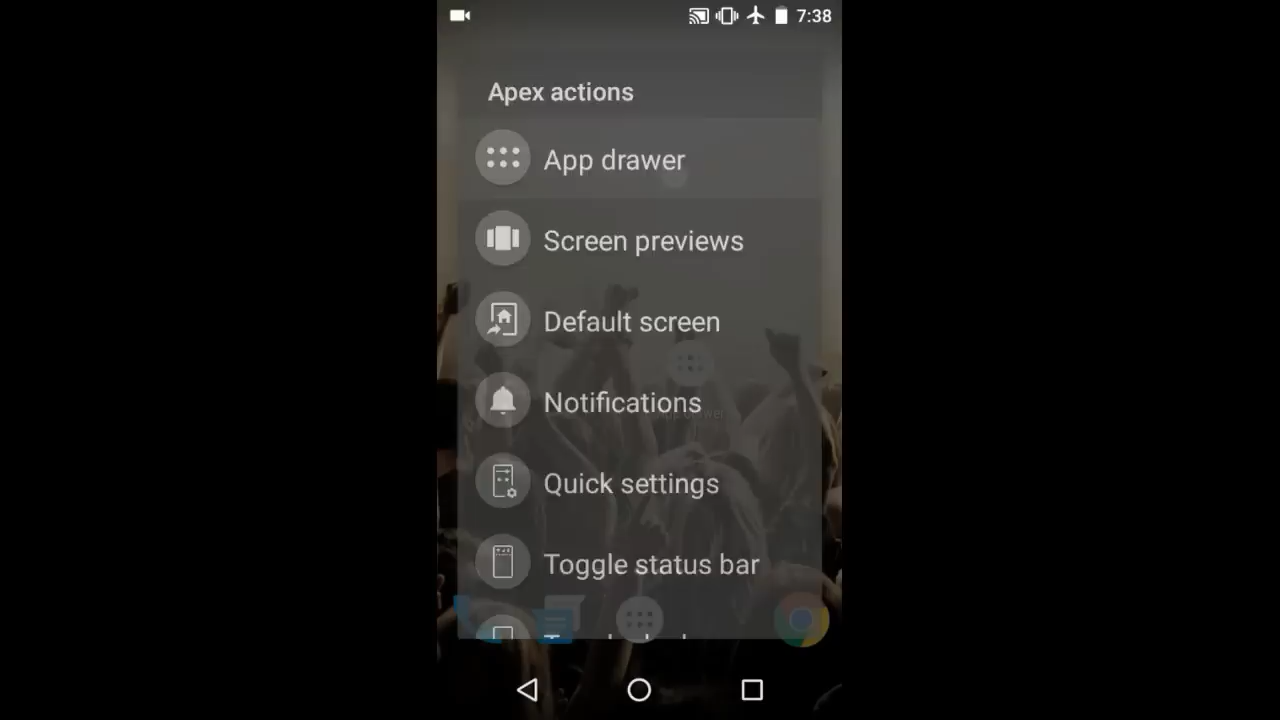 7:38
Apex actions
App drawer
Screen previews
Default screen
Notifications
Quick settings
Toggle status bar